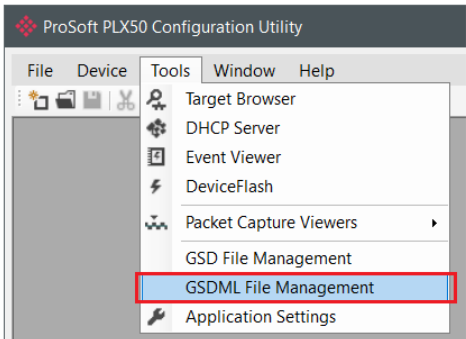 ProSoft PLX50 Configuration Utility
File Device Tools Window Help
Target Browser
DHCP Server
Event Viewer
DeviceFlash
Packet Capture Viewers
GSD File Management
GSDML File Management
Application Settings